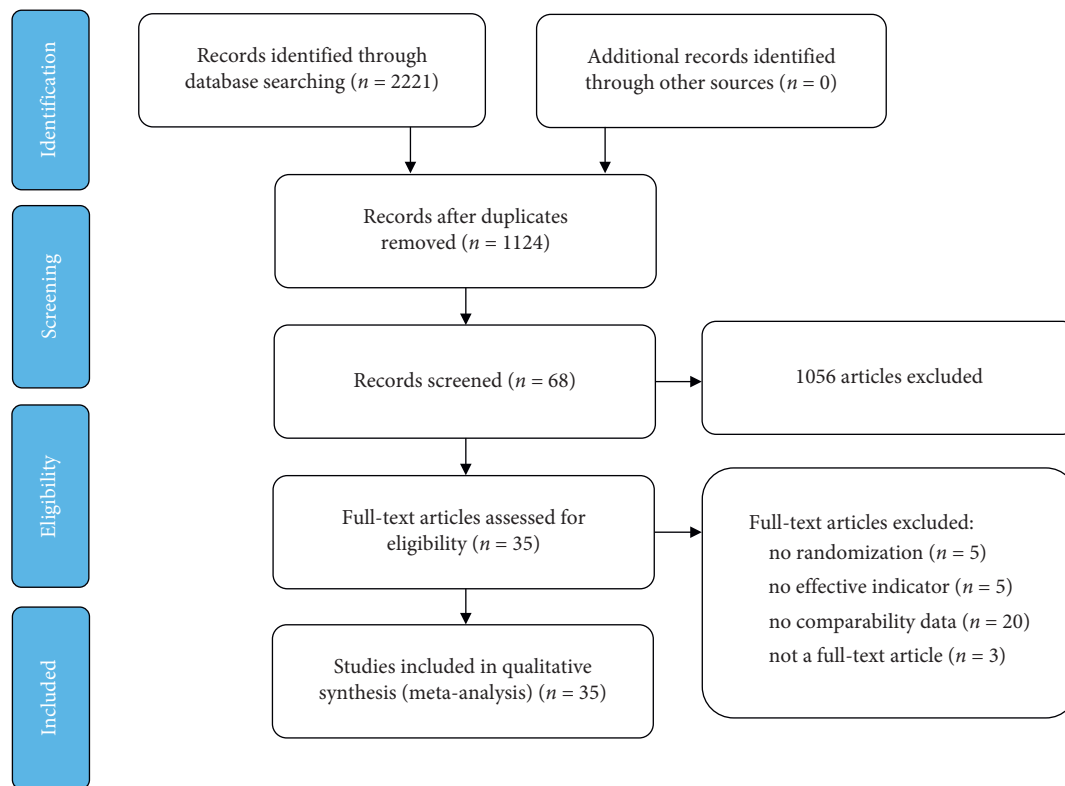 Identification
Records identified through
database searching (n = 2221)
Additional records identified
through other sources (n = 0)
Records after duplicates
removed (n = 1124)
Screening
Records screened (n = 68)
1056 articles excluded
Eligibility
Full-text articles assessed for
eligibility (n = 35)
Full-text articles excluded:
no randomization (n = 5)
no effective indicator (n = 5)
no comparability data (n = 20)
not a full-text article (n = 3)
Included
Studies included in qualitative
synthesis (meta-analysis) (n = 35)